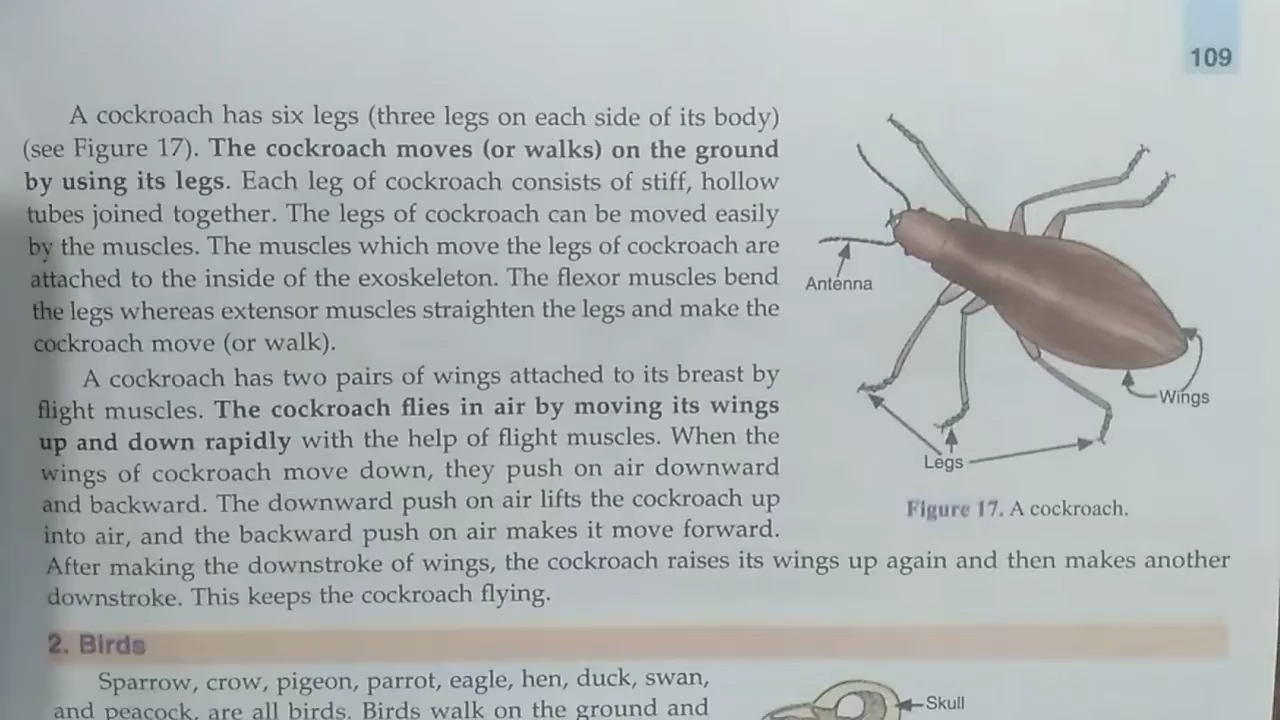 109
A cockroach has six legs (three legs on each side of its body)
(see Figure 17). The cockroach moves (or walks) on the ground
by using its legs. Each leg of cockroach consists of stiff, hollow
tubes joined together. The legs of cockroach can be moved easily
by the muscles. The muscles which move the legs of cockroach are
attached to the inside of the exoskeleton. The flexor muscles bend
the legs whereas extensor muscles straighten the legs and make the
cockroach move (or walk).
A cockroach has two pairs of wings attached to its breast by
flight muscles. The cockroach flies in air by moving its wings
up and down rapidly with the help of flight muscles. When the
wings of cockroach move down, they push on air downward
and backward. The downward push on air lifts the cockroach up
into air, and the backward push on air makes it move forward.
After making the downstroke of wings, the cockroach raises its wings up again and then makes another
downstroke. This keeps the cockroach flying.
Antenna
Wings
Legs
Figure 17. A cockroach.
2. Birds
Sparrow, crow, pigeon, parrot, eagle, hen, duck, swan,
and peacock, are all birds. Birds walk on the ground and
Skull